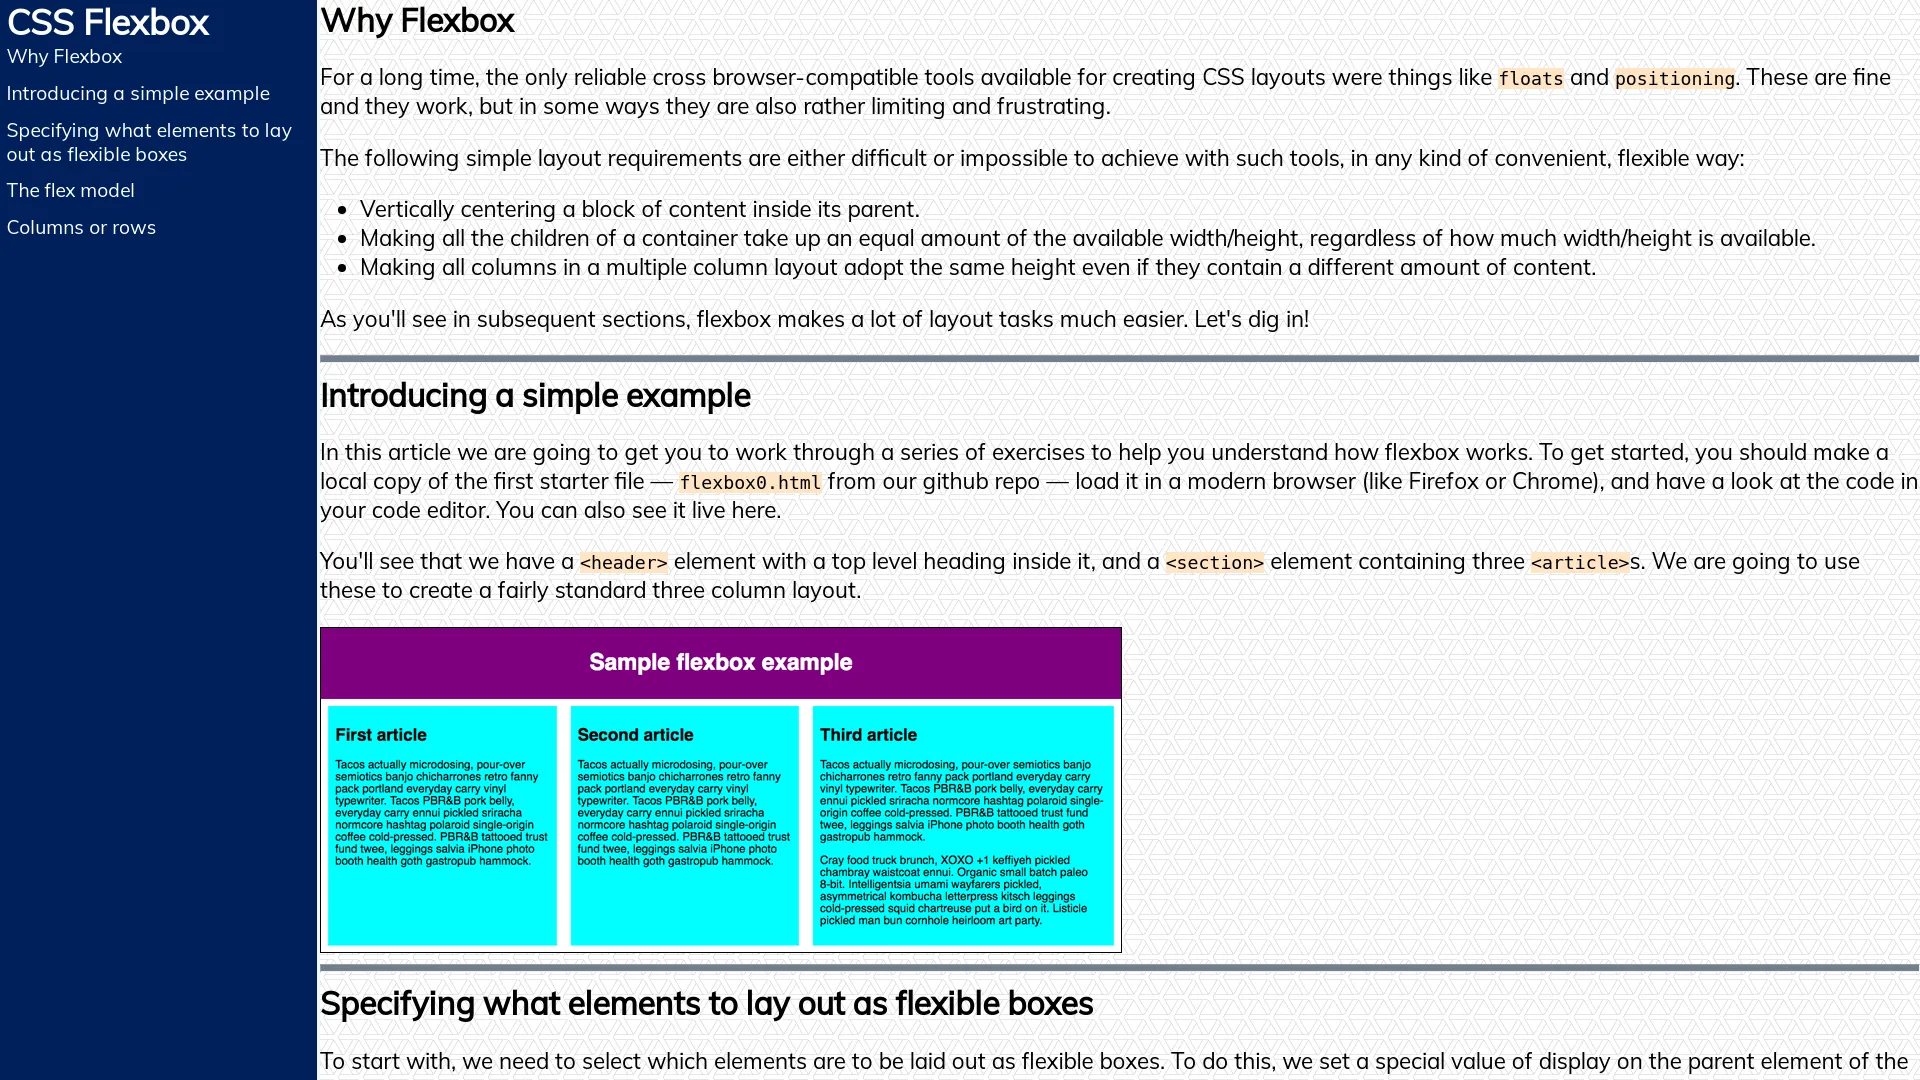 CSS Flexbox
Why Flexbox
Introducing a simple example
Specifying what elements to lay
out as flexible boxes
The flex model
Columns or rows
Why Flexbox
For a long time, the only reliable cross browser-compatible tools available for creating CSS layouts were things like floats and positioning. These are fine
and they work, but in some ways they are also rather limiting and frustrating.
The following simple layout requirements are either difficult or impossible to achieve with such tools, in any kind of convenient, flexible way:
• Vertically centering a block of content inside its parent.
• Making all the children of a container take up an equal amount of the available width/height, regardless of how much width/height is available.
• Making all columns in a multiple column layout adopt the same height even if they contain a different amount of content.
As you'll see in subsequent sections, flexbox makes a lot of layout tasks much easier. Let's dig in!
Introducing a simple example
In this article we are going to get you to work through a series of exercises to help you understand how flexbox works. To get started, you should make a
local copy of the first starter file — flexbox0.html from our github repo — load it in a modern browser (like Firefox or Chrome), and have a look at the code in
your code editor. You can also see it live here.
You'll see that we have a <header> element with a top level heading inside it, and a <section> element containing three <article>s. We are going to use
these to create a fairly standard three column layout.
Sample flexbox example
First article
Tacos actually microdosing, pour-over
semiotics banjo chicharrones retro fanny
pack portland everyday carry vinyl
typewriter. Tacos PBR&B pork belly,
everyday carry ennui pickled sriracha
normcore hashtag polaroid single-origin
coffee cold-pressed. PBR&B tattooed trust
fund twee, leggings salvia iPhone photo
booth health goth gastropub hammock.
Second article
Tacos actually microdosing, pour-over
semiotics banjo chicharrones retro fanny
pack portland everyday carry vinyl
typewriter. Tacos PBR&B pork belly,
everyday carry ennui pickled sriracha
normcore hashtag polaroid single-origin
coffee cold-pressed. PBR&B tattooed trust
fund twee, leggings salvia iPhone photo
booth health goth gastropub hammock.
Third article
Tacos actually microdosing, pour-over semiotics banjo
chicharrones retro fanny pack portland everyday carry
vinyl typewriter. Tacos PBR&B pork belly, everyday carry
ennui pickled sriracha normcore hashtag polaroid single-
origin coffee cold-pressed. PBR&B tattooed trust fund
twee, leggings salvia iPhone photo booth health goth
gastropub hammock.
Cray food truck brunch, XOXO +1 keffiyeh pickled
chambray waistcoat ennui. Organic small batch paleo
8-bit. Intelligentsia umami wayfarers pickled,
asymmetrical kombucha letterpress kitsch leggings
cold-pressed squid chartreuse put a bird on it. Listicle
pickled man bun cornhole heirloom art party.
Specifying what elements to lay out as flexible boxes
To start with, we need to select which elements are to be laid out as flexible boxes. To do this, we set a special value of display on the parent element of the